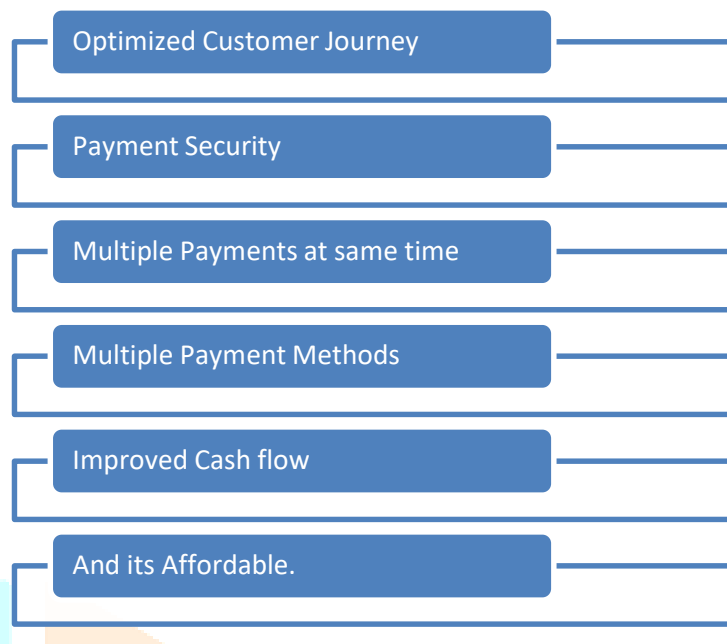 Optimized Customer Journey
Payment Security
Multiple Payments at same time
Multiple Payment Methods
Improved Cash flow
And its Affordable.